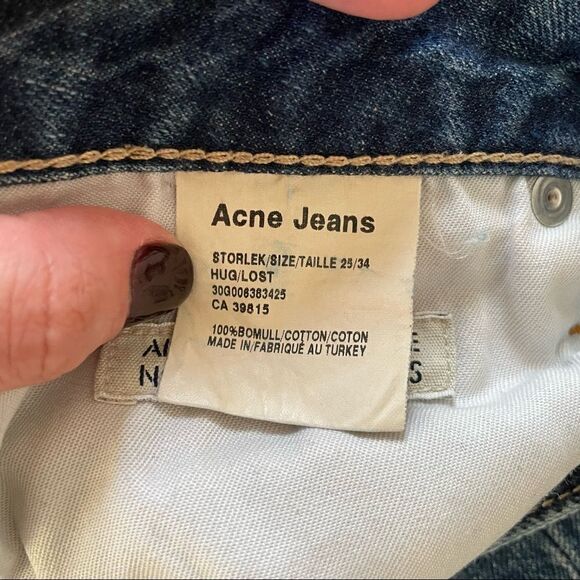 Acne Jeans
STORLEK/SIZE/TAILLE 25/34
HUG/LOST
30G006383425
CA 39815
100%BOMULL/COTTON/COTON
MADE IN/FABRIQUÉ AU TURKEY